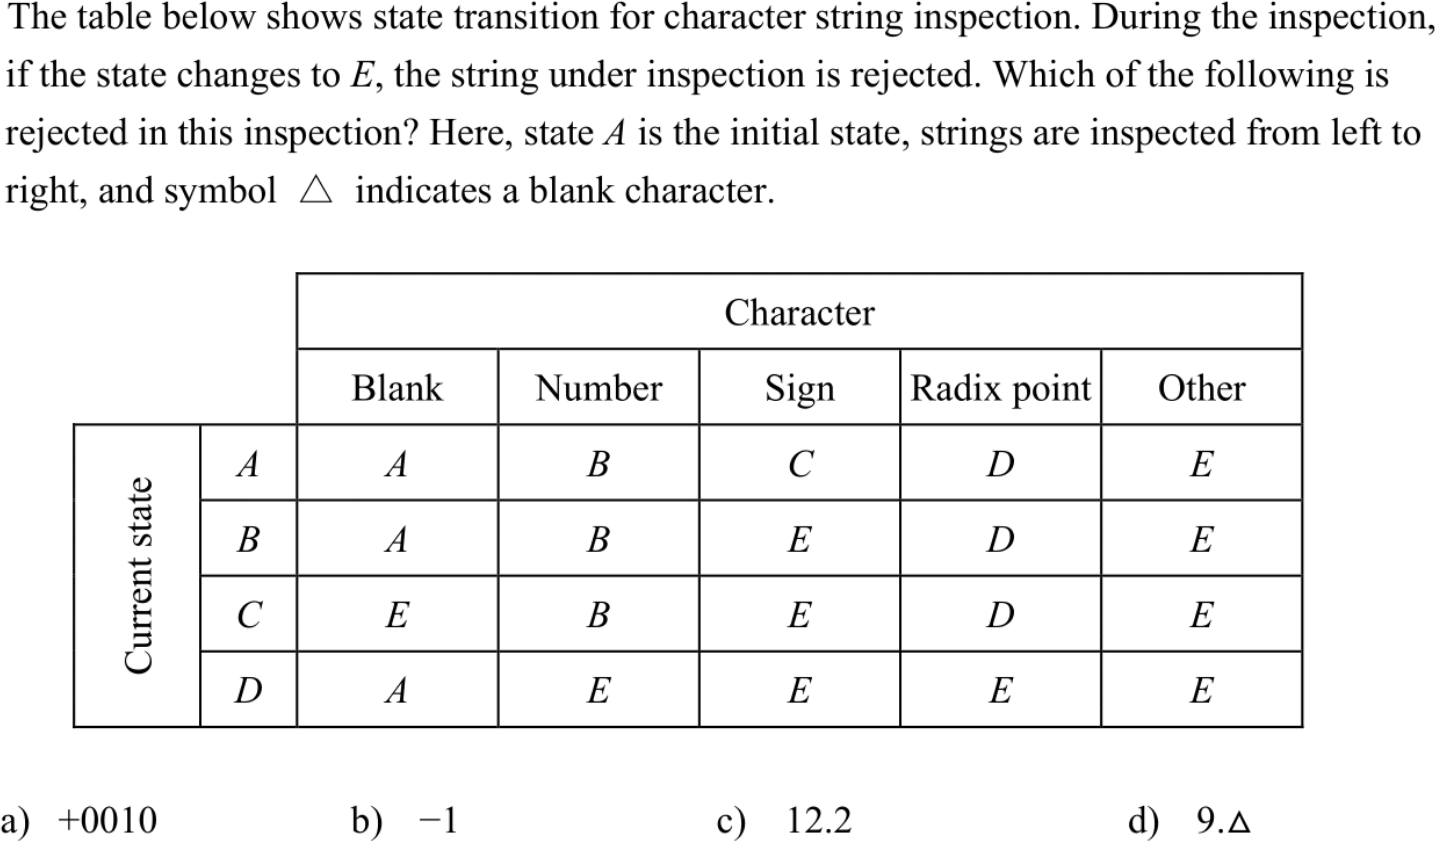 The table below shows state transition for character string inspection. During the inspection,
if the state changes to E, the string under inspection is rejected. Which of the following is
rejected in this inspection? Here, state A is the initial state, strings are inspected from left to
right, and symbol △ indicates a blank character.
Character
Blank Number Sign Radix point Other
Current state
A A B C D E
B A B E D E
C E B E D E
D A E E E E
a) +0010 b) −1 c) 12.2 d) 9.△